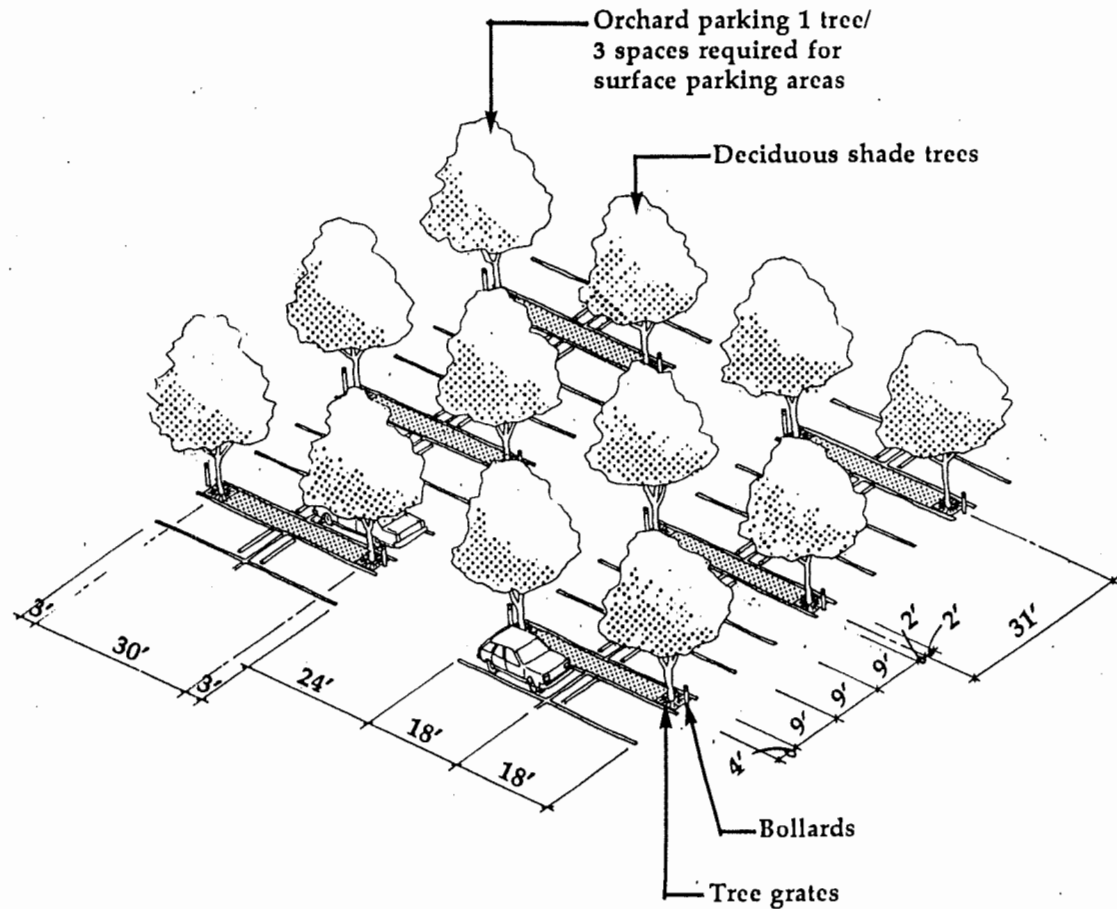 Orchard parking 1 tree/
3 spaces required for
surface parking areas
Deciduous shade trees
3'
30'
3'
24'
18'
18'
4'
9'
9'
9'
2'
2'
31'
Bollards
Tree grates